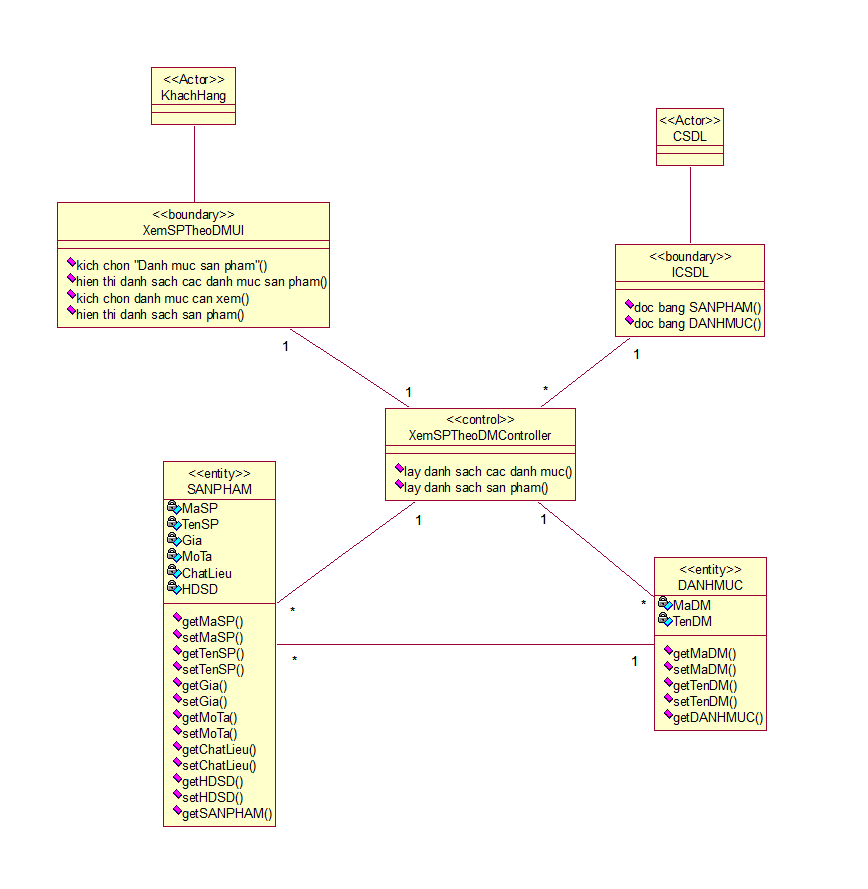 <<Actor>>
KhachHang
<<Actor>>
CSDL
<<boundary>>
XemSPTheoDMUI
kich chon "Danh muc san pham"()
hien thi danh sach cac danh muc san pham()
kich chon danh muc can xem()
hien thi danh sach san pham()
<<boundary>>
ICSDL
doc bang SANPHAM()
doc bang DANHMUC()
1
1
1
*
<<control>>
XemSPTheoDMController
lay danh sach cac danh muc()
lay danh sach san pham()
1
1
<<entity>>
SANPHAM
MaSP
TenSP
Gia
MoTa
ChatLieu
HDSD
getMaSP()
setMaSP()
getTenSP()
setTenSP()
getGia()
setGia()
getMoTa()
setMoTa()
getChatLieu()
setChatLieu()
getHDSD()
setHDSD()
getSANPHAM()
*
*
*
1
<<entity>>
DANHMUC
MaDM
TenDM
getMaDM()
setMaDM()
getTenDM()
setTenDM()
getDANHMUC()